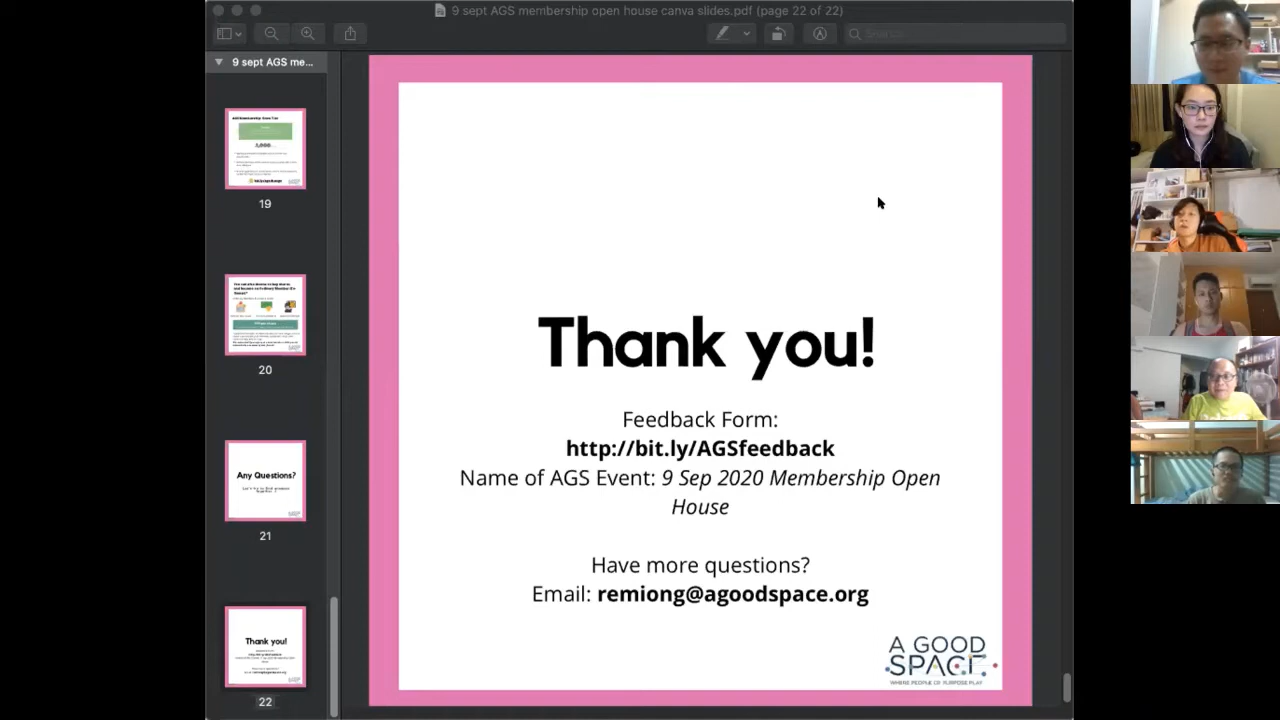 9 sept AGS membership open house canva slides.pdf (page 22 of 22)
Search
9 sept AGS me...
19
20
Any Questions?
21
Thank you!
22
Thank you!
Feedback Form:
http://bit.ly/AGSfeedback
Name of AGS Event: 9 Sep 2020 Membership Open
House
Have more questions?
Email: remiong@agoodspace.org
A GOOD
SPACE
WHERE PEOPLE OF PURPOSE PLAY